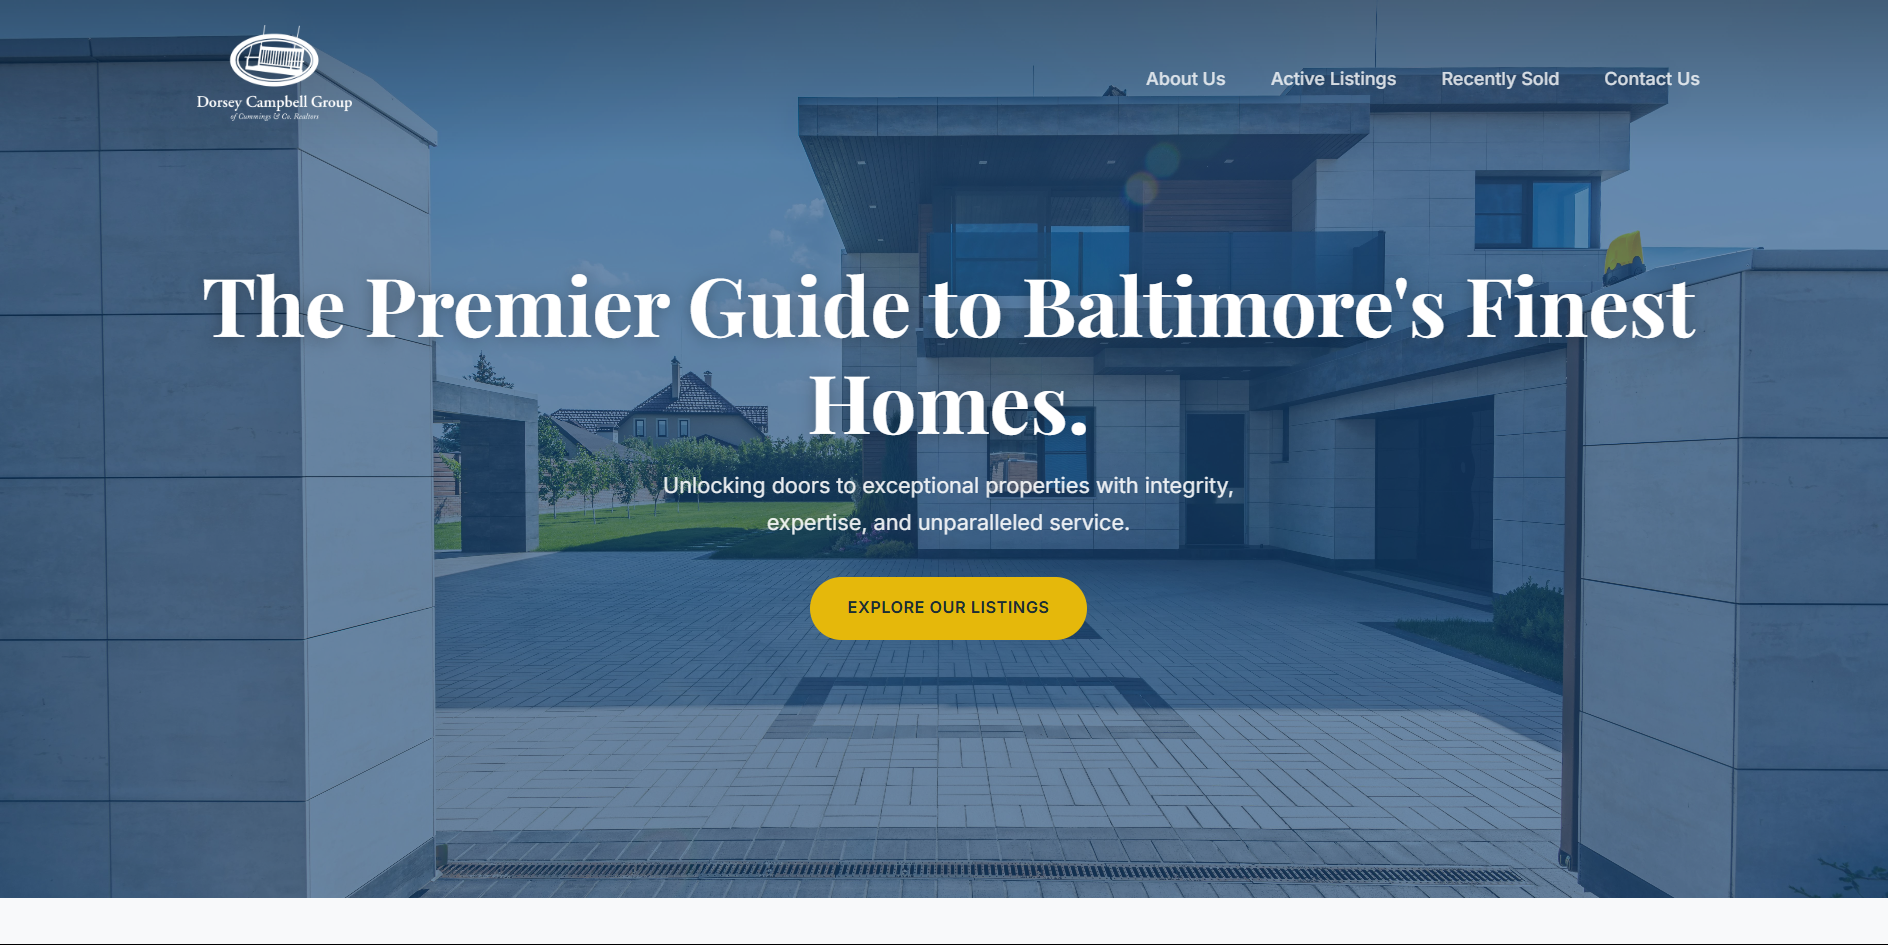 Dorsey Campbell Group
of Cummings & Co. Realtors
About Us
Active Listings
Recently Sold
Contact Us
The Premier Guide to Baltimore's Finest
Homes.
Unlocking doors to exceptional properties with integrity,
expertise, and unparalleled service.
EXPLORE OUR LISTINGS